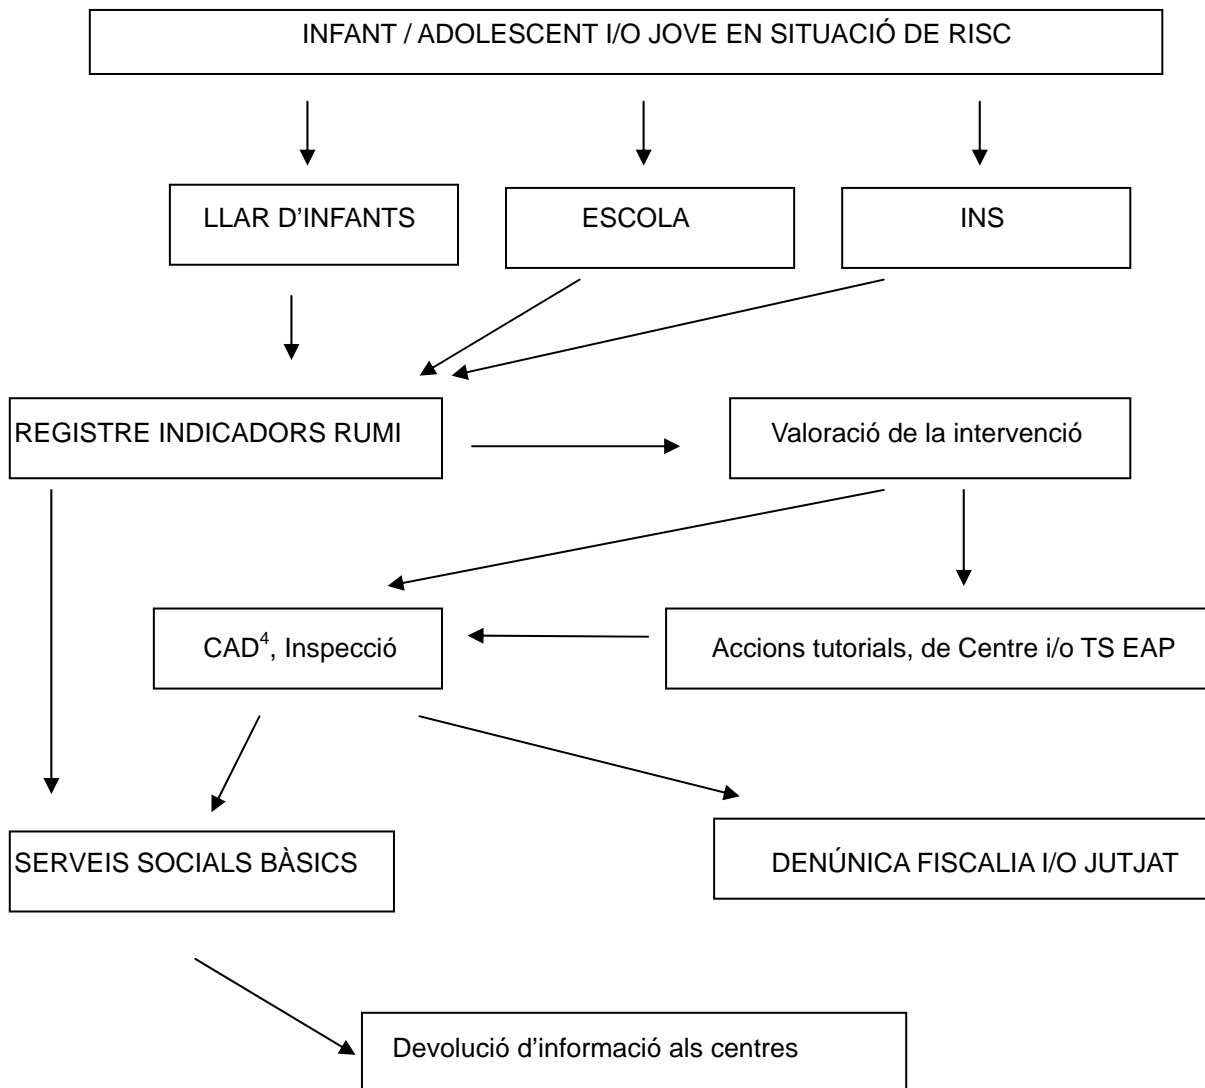 INFANT / ADOLESCENT I/O JOVE EN SITUACIÓ DE RISC
LLAR D’INFANTS
ESCOLA
INS
REGISTRE INDICADORS RUMI
Valoració de la intervenció
CAD⁴, Inspecció
Accions tutorials, de Centre i/o TS EAP
SERVEIS SOCIALS BÀSICS
DENÚNICA FISCALIA I/O JUTJAT
Devolució d’informació als centres